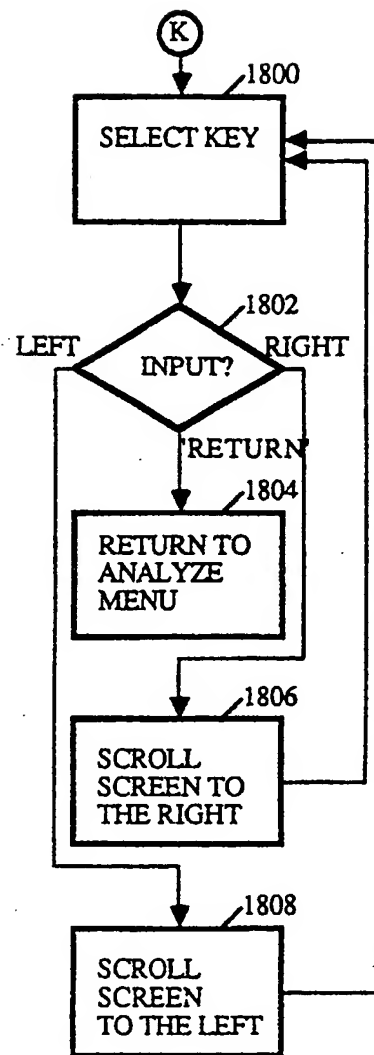 K
1800
SELECT KEY
1802
LEFT
INPUT?
RIGHT
'RETURN'
1804
RETURN TO
ANALYZE
MENU
1806
SCROLL
SCREEN TO
THE RIGHT
1808
SCROLL
SCREEN
TO THE LEFT